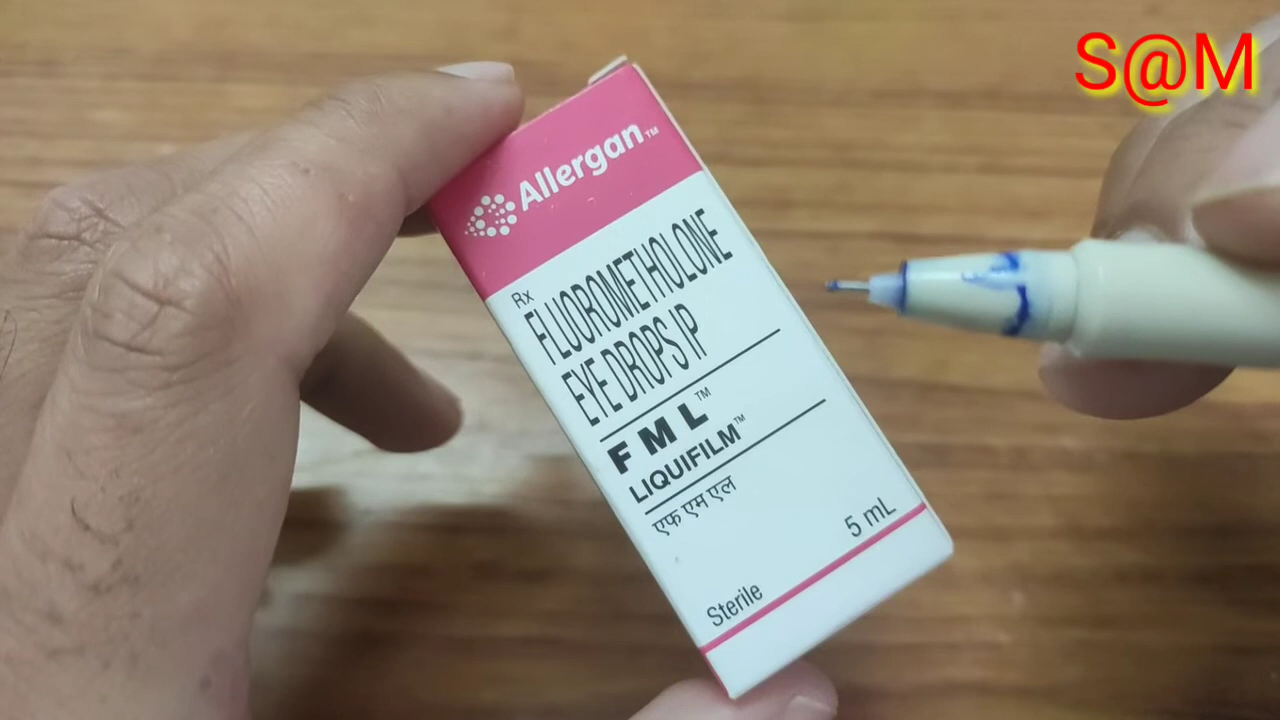 S@M
Allergan™
Rx
FLUOROMETHOLONE
EYE DROPS IP
FML™
LIQUIFILM™
एफ एम एल
5 mL
Sterile